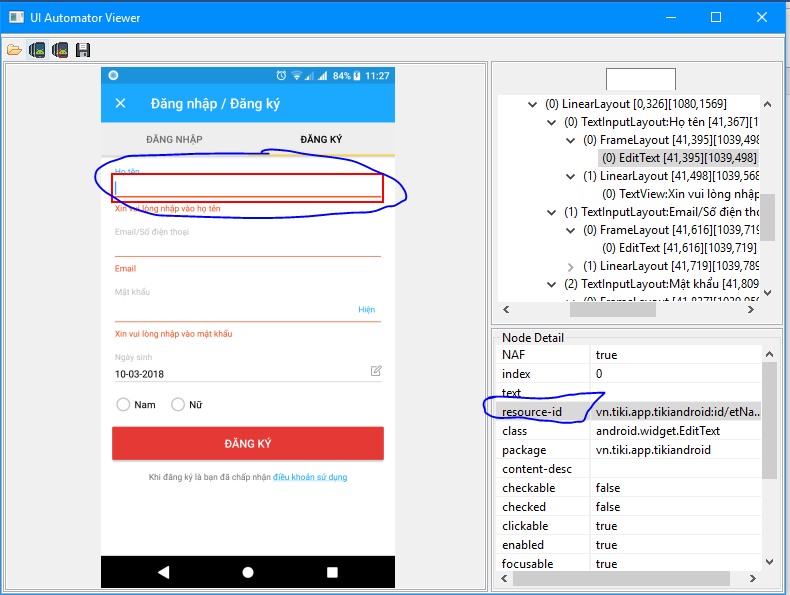 UI Automator Viewer
84% 11:27
Đăng nhập / Đăng ký
ĐĂNG NHẬP ĐĂNG KÝ
Họ tên
Xin vui lòng nhập vào họ tên
Email/Số điện thoại
Email
Mật khẩu
Hiện
Xin vui lòng nhập vào mật khẩu
Ngày sinh
10-03-2018
Nam Nữ
ĐĂNG KÝ
Khi đăng ký là bạn đã chấp nhận điều khoản sử dụng
(0) LinearLayout [0,326][1080,1569]
(0) TextInputLayout:Họ tên [41,367][1
(0) FrameLayout [41,395][1039,498
(0) EditText [41,395][1039,498]
(1) LinearLayout [41,498][1039,568
(0) TextView:Xin vui lòng nhập
(1) TextInputLayout:Email/Số điện tho
(0) FrameLayout [41,616][1039,719
(0) EditText [41,616][1039,719]
(1) LinearLayout [41,719][1039,789
(2) TextInputLayout:Mật khẩu [41,809
Node Detail
NAF true
index 0
text
resource-id vn.tiki.app.tikiandroid:id/etNa...
class android.widget.EditText
package vn.tiki.app.tikiandroid
content-desc
checkable false
checked false
clickable true
enabled true
focusable true